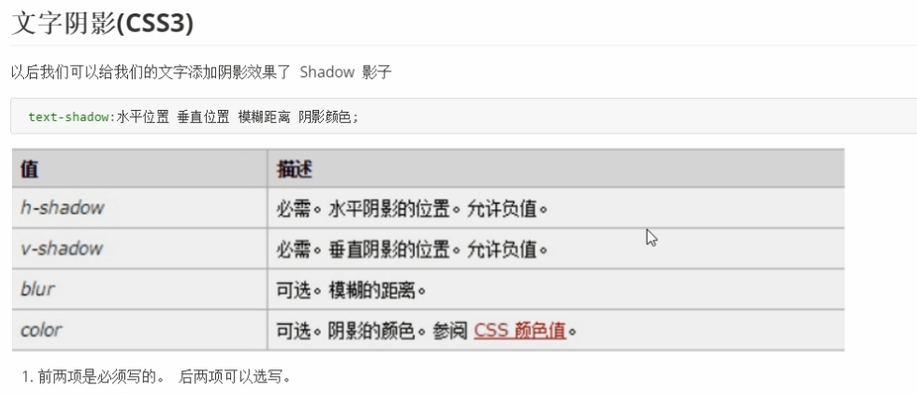 文字阴影(CSS3)
以后我们可以给我们的文字添加阴影效果了 Shadow 影子
text-shadow:水平位置 垂直位置 模糊距离 阴影颜色;
值 描述
h-shadow 必需。水平阴影的位置。允许负值。
v-shadow 必需。垂直阴影的位置。允许负值。
blur 可选。模糊的距离。
color 可选。阴影的颜色。参阅 CSS 颜色值。
1. 前两项是必须写的。 后两项可以选写。